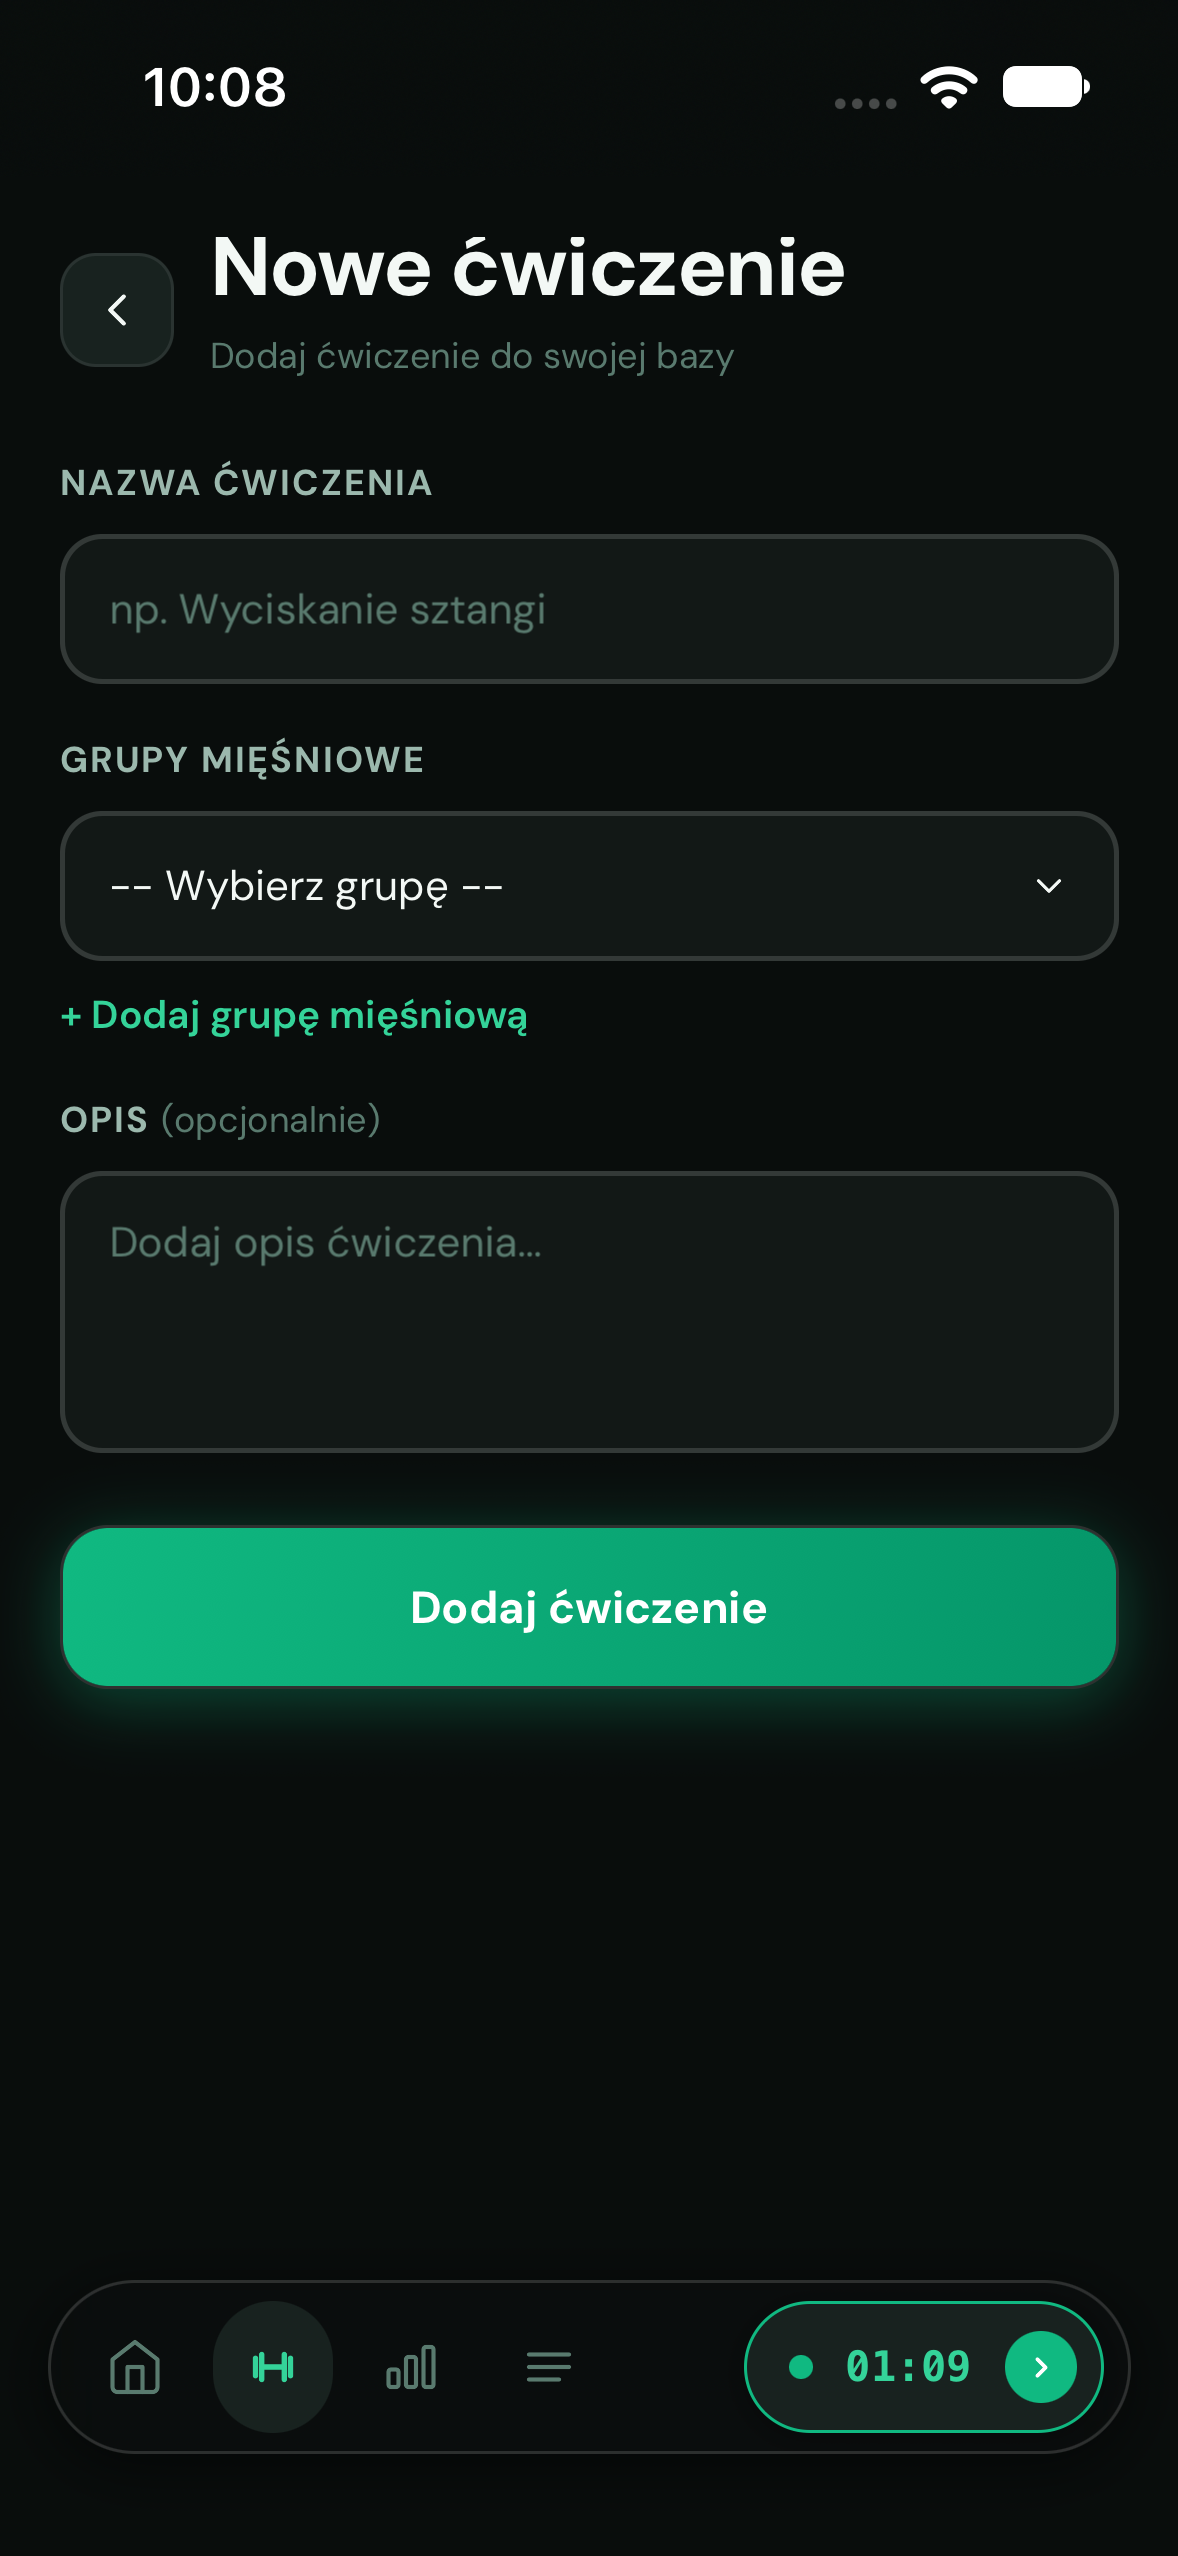 10:08
Nowe ćwiczenie
Dodaj ćwiczenie do swojej bazy
NAZWA ĆWICZENIA
np. Wyciskanie sztangi
GRUPY MIĘŚNIOWE
-- Wybierz grupę --
+ Dodaj grupę mięśniową
OPIS (opcjonalnie)
Dodaj opis ćwiczenia...
Dodaj ćwiczenie
01:09